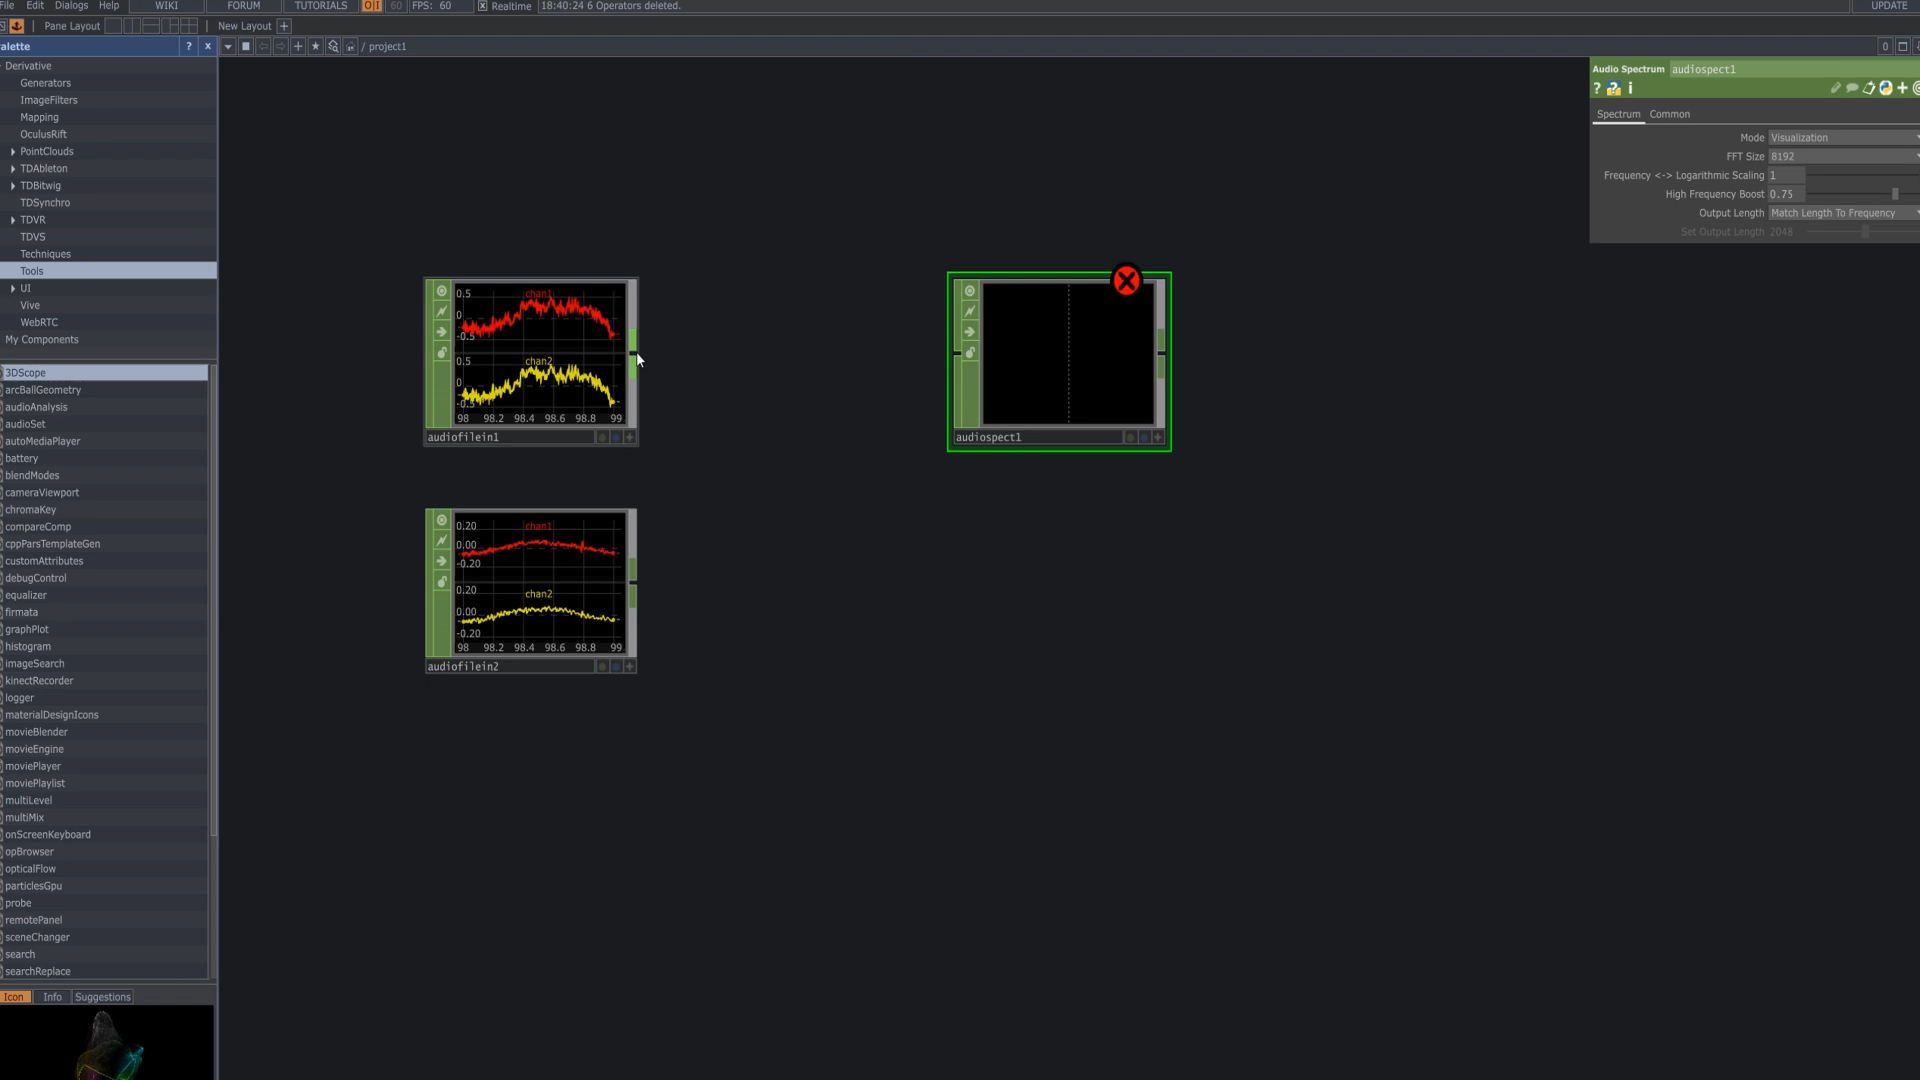 File Edit Dialogs Help WIKI FORUM TUTORIALS O|I 60 FPS: 60 Realtime 18:40:24 6 Operators deleted. UPDATE
Pane Layout New Layout +
alette ? x / project1 0
Derivative
Generators
ImageFilters
Mapping
OculusRift
PointClouds
TDAbleton
TDBitwig
TDSynchro
TDVR
TDVS
Techniques
Tools
UI
Vive
WebRTC
My Components
3DScope
arcBallGeometry
audioAnalysis
audioSet
autoMediaPlayer
battery
blendModes
cameraViewport
chromaKey
compareComp
cppParsTemplateGen
customAttributes
debugControl
equalizer
firmata
graphPlot
histogram
imageSearch
kinectRecorder
logger
materialDesignIcons
movieBlender
movieEngine
moviePlayer
moviePlaylist
multiLevel
multiMix
onScreenKeyboard
opBrowser
opticalFlow
particlesGpu
probe
remotePanel
sceneChanger
search
searchReplace
Icon Info Suggestions
0.5 chan1
0
-0.5
0.5 chan2
0
-0.5
98 98.2 98.4 98.6 98.8 99
audiofilein1
0.20 chan1
0.00
-0.20
0.20 chan2
0.00
-0.20
98 98.2 98.4 98.6 98.8 99
audiofilein2
audiospect1
Audio Spectrum audiospect1
? i
Spectrum Common
Mode Visualization
FFT Size 8192
Frequency <-> Logarithmic Scaling 1
High Frequency Boost 0.75
Output Length Match Length To Frequency
Set Output Length 2048